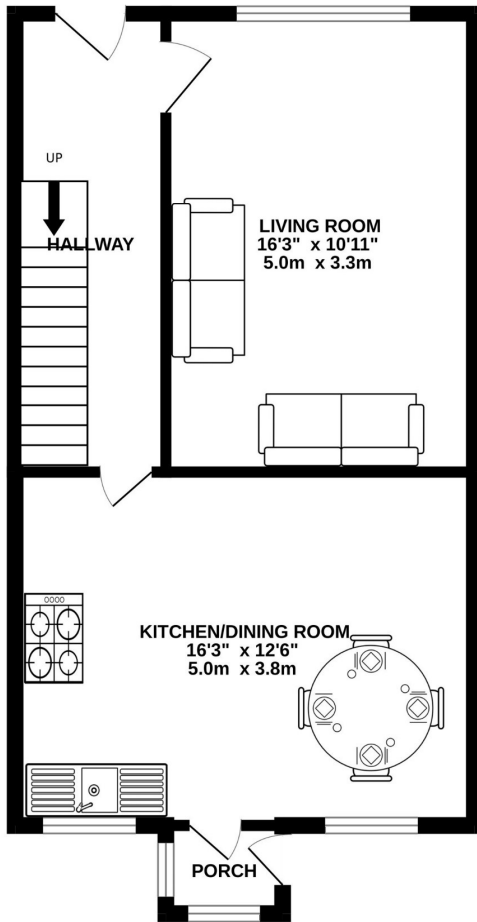 UP
HALLWAY
LIVING ROOM
16'3" x 10'11"
5.0m x 3.3m
KITCHEN/DINING ROOM
16'3" x 12'6"
5.0m x 3.8m
PORCH